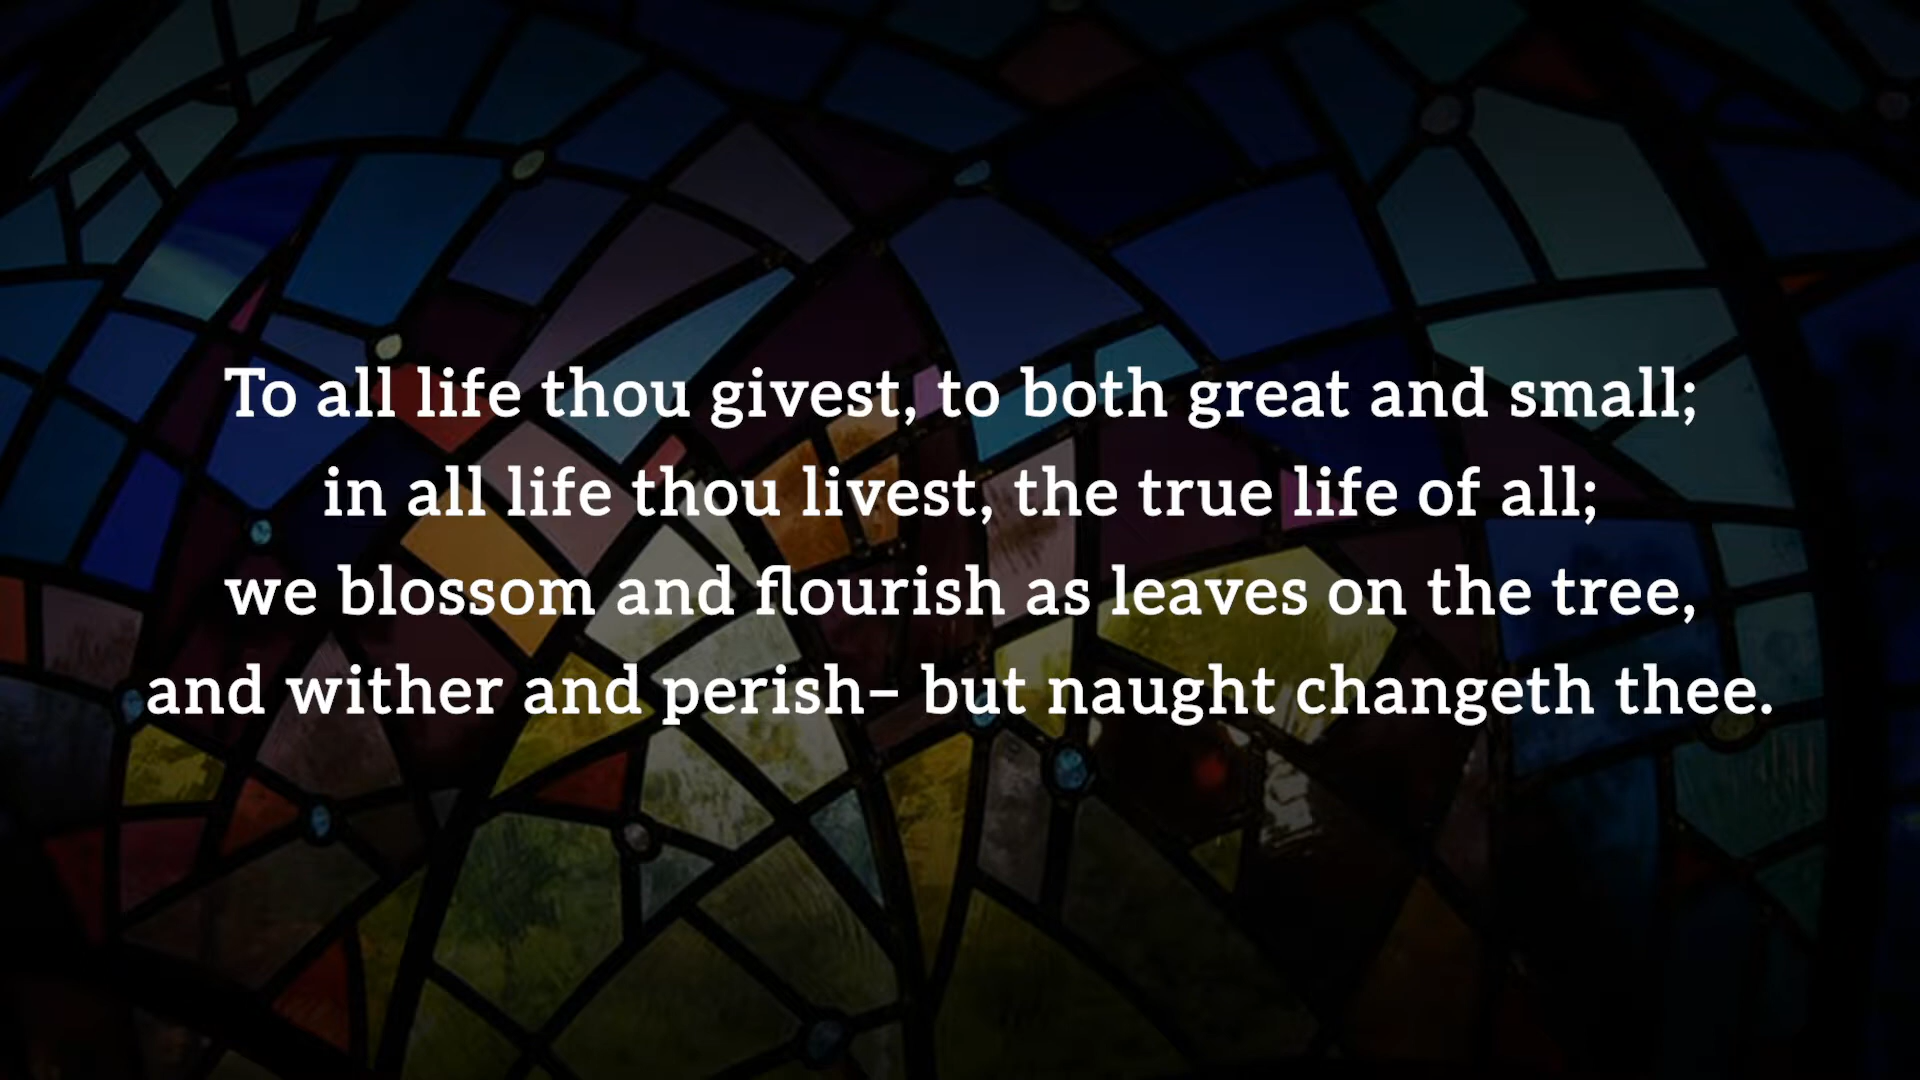 To all life thou givest, to both great and small;
in all life thou livest, the true life of all;
we blossom and flourish as leaves on the tree,
and wither and perish– but naught changeth thee.